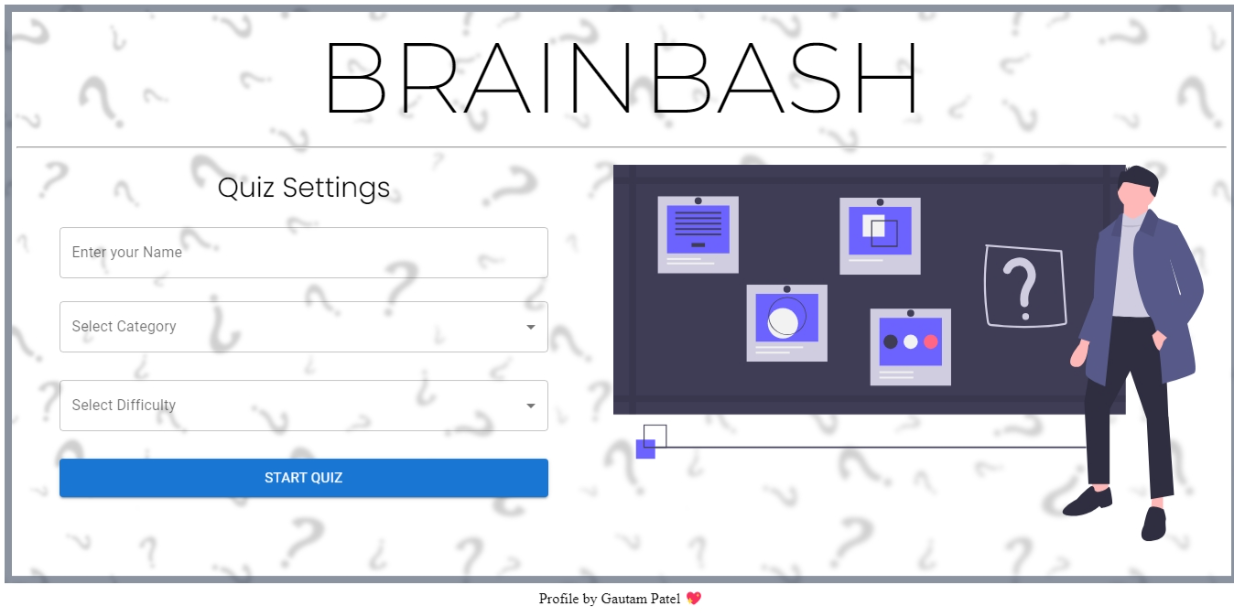 BRAINBASH
Quiz Settings
Enter your Name
Select Category
Select Difficulty
START QUIZ
?
Profile by Gautam Patel 💖